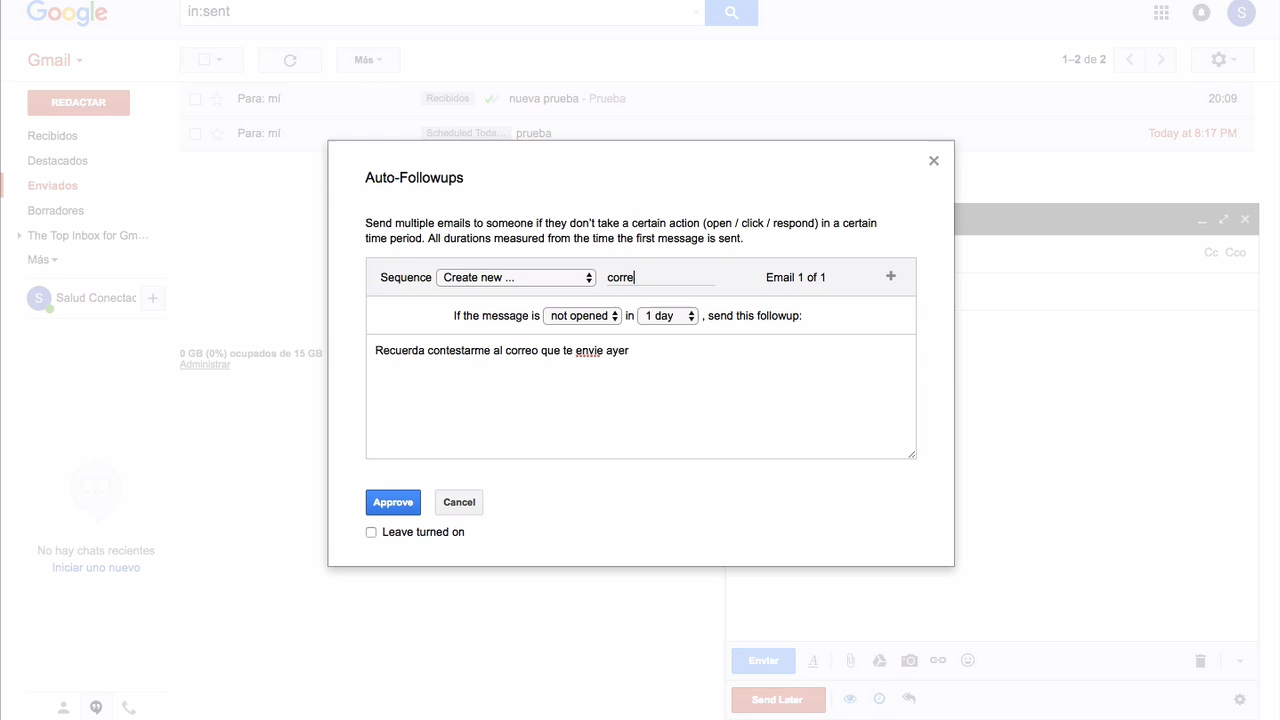 Google
in:sent
S
Gmail
Más
1–2 de 2
REDACTAR
Para: mí
Recibidos
nueva prueba - Prueba
20:09
Para: mí
Scheduled Toda...
prueba
Today at 8:17 PM
Recibidos
Destacados
Enviados
Borradores
The Top Inbox for Gm...
Más
S
Salud Conectac
0 GB (0%) ocupados de 15 GB
Administrar
No hay chats recientes
Iniciar uno nuevo
Auto-Followups
Send multiple emails to someone if they don't take a certain action (open / click / respond) in a certain
time period. All durations measured from the time the first message is sent.
Sequence Create new ... corre Email 1 of 1
If the message is not opened in 1 day , send this followup:
Recuerda contestarme al correo que te envie ayer
Approve Cancel
Leave turned on
Cc Cco
Enviar
Send Later